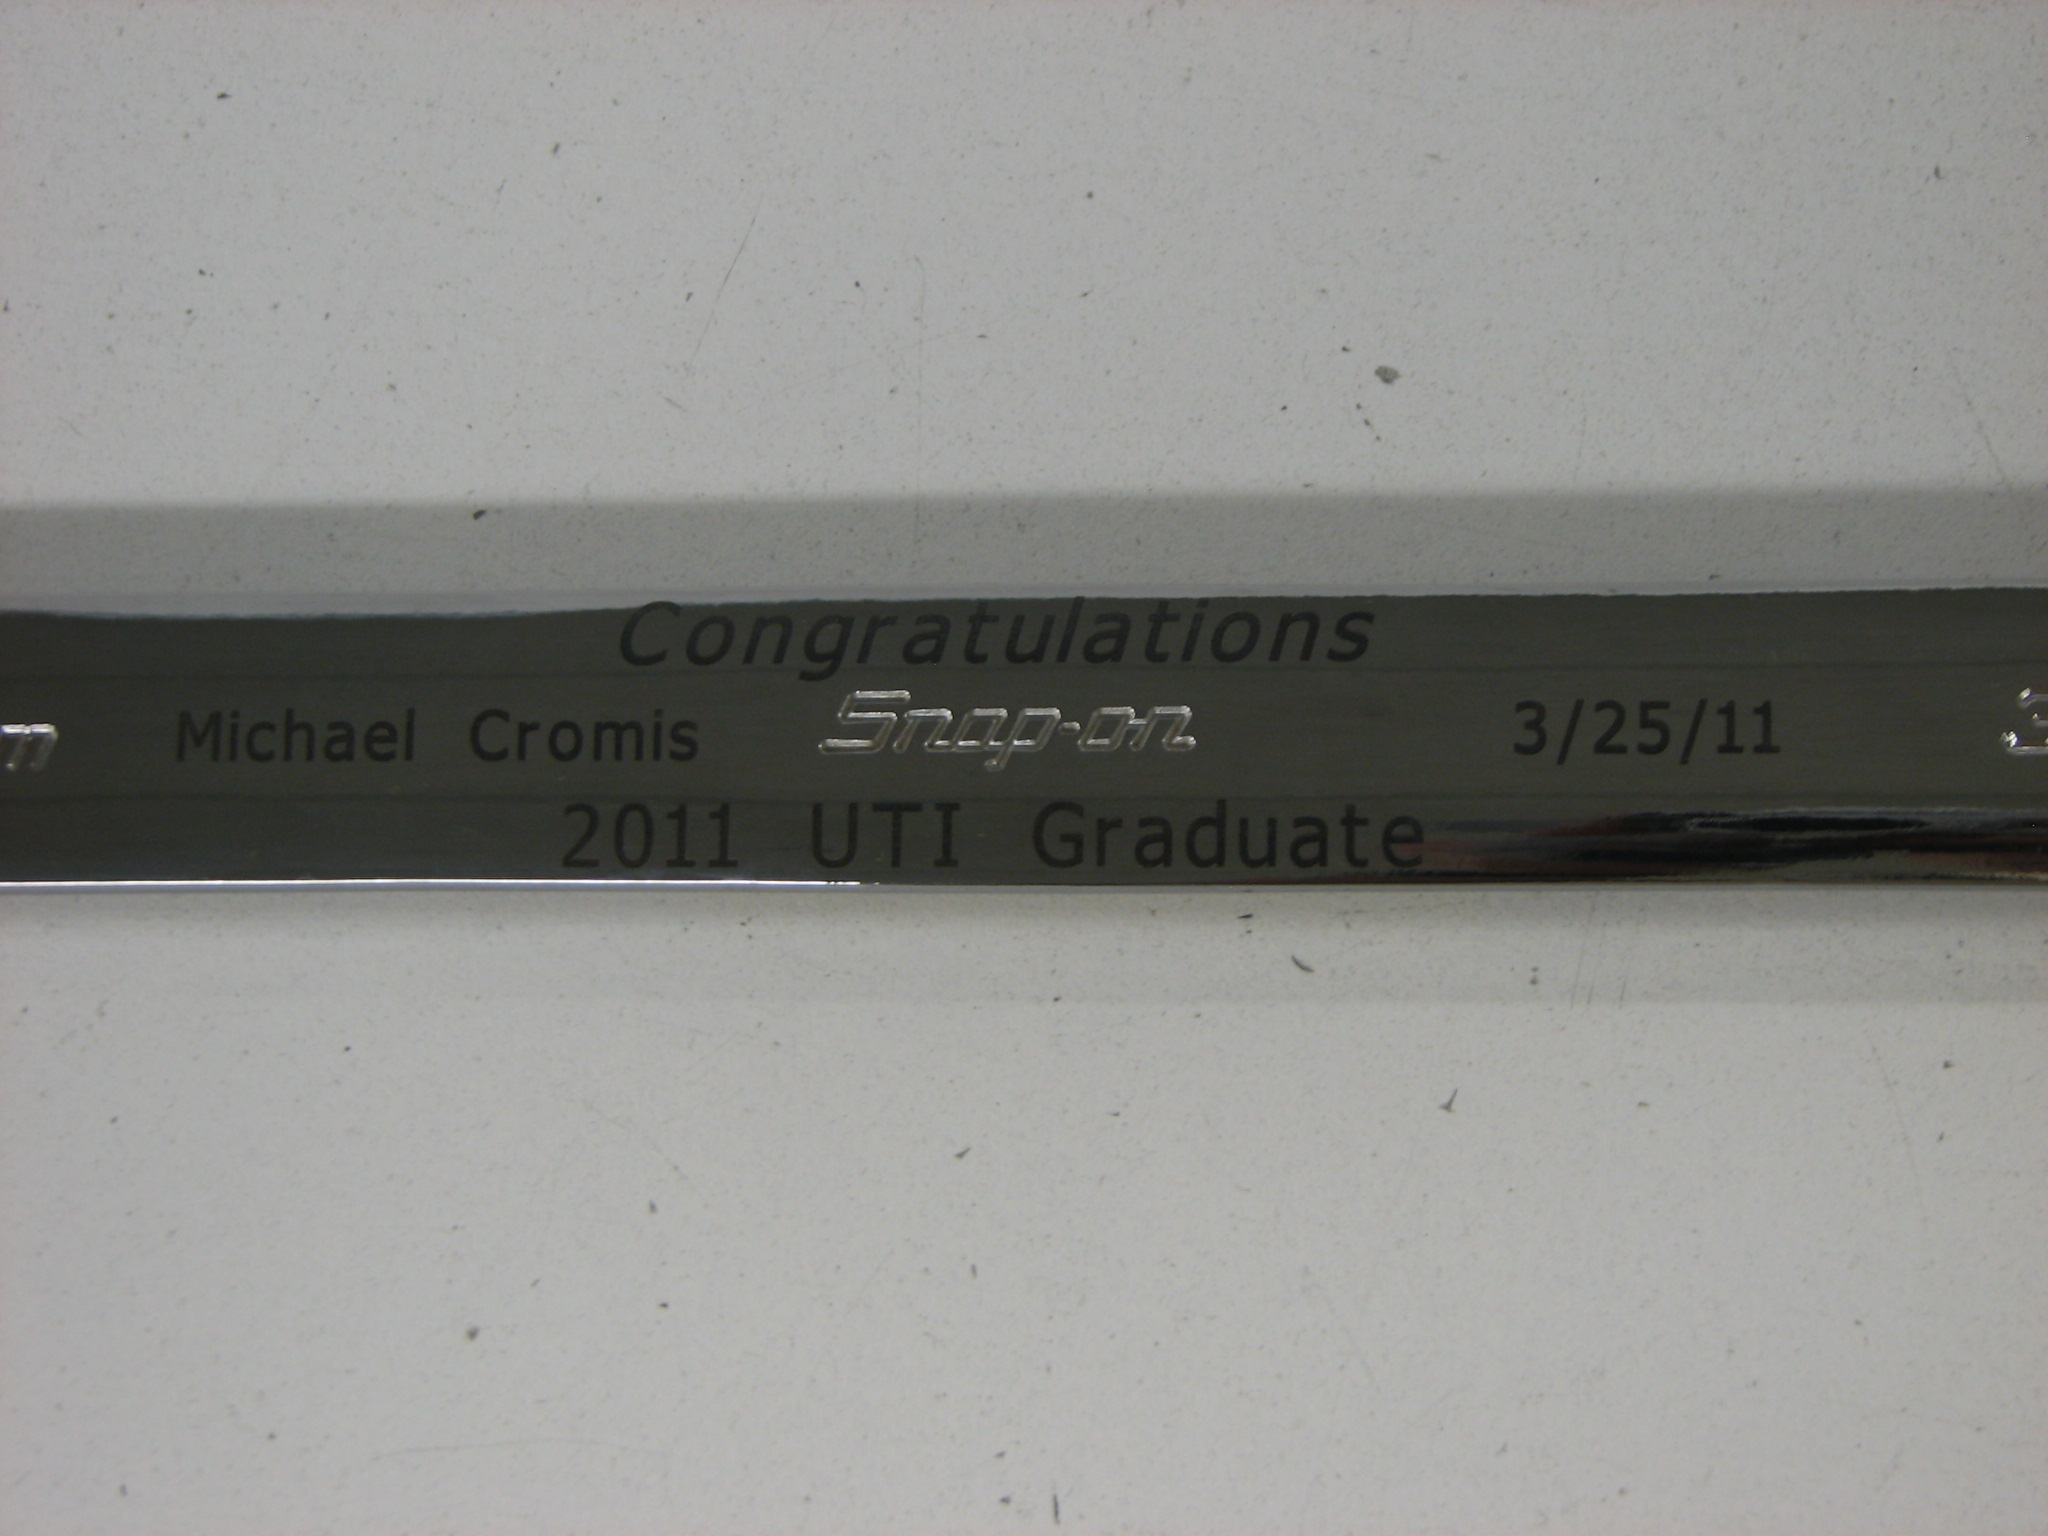 Congratulations
Michael Cromis Snap-on 3/25/11
2011 UTI Graduate